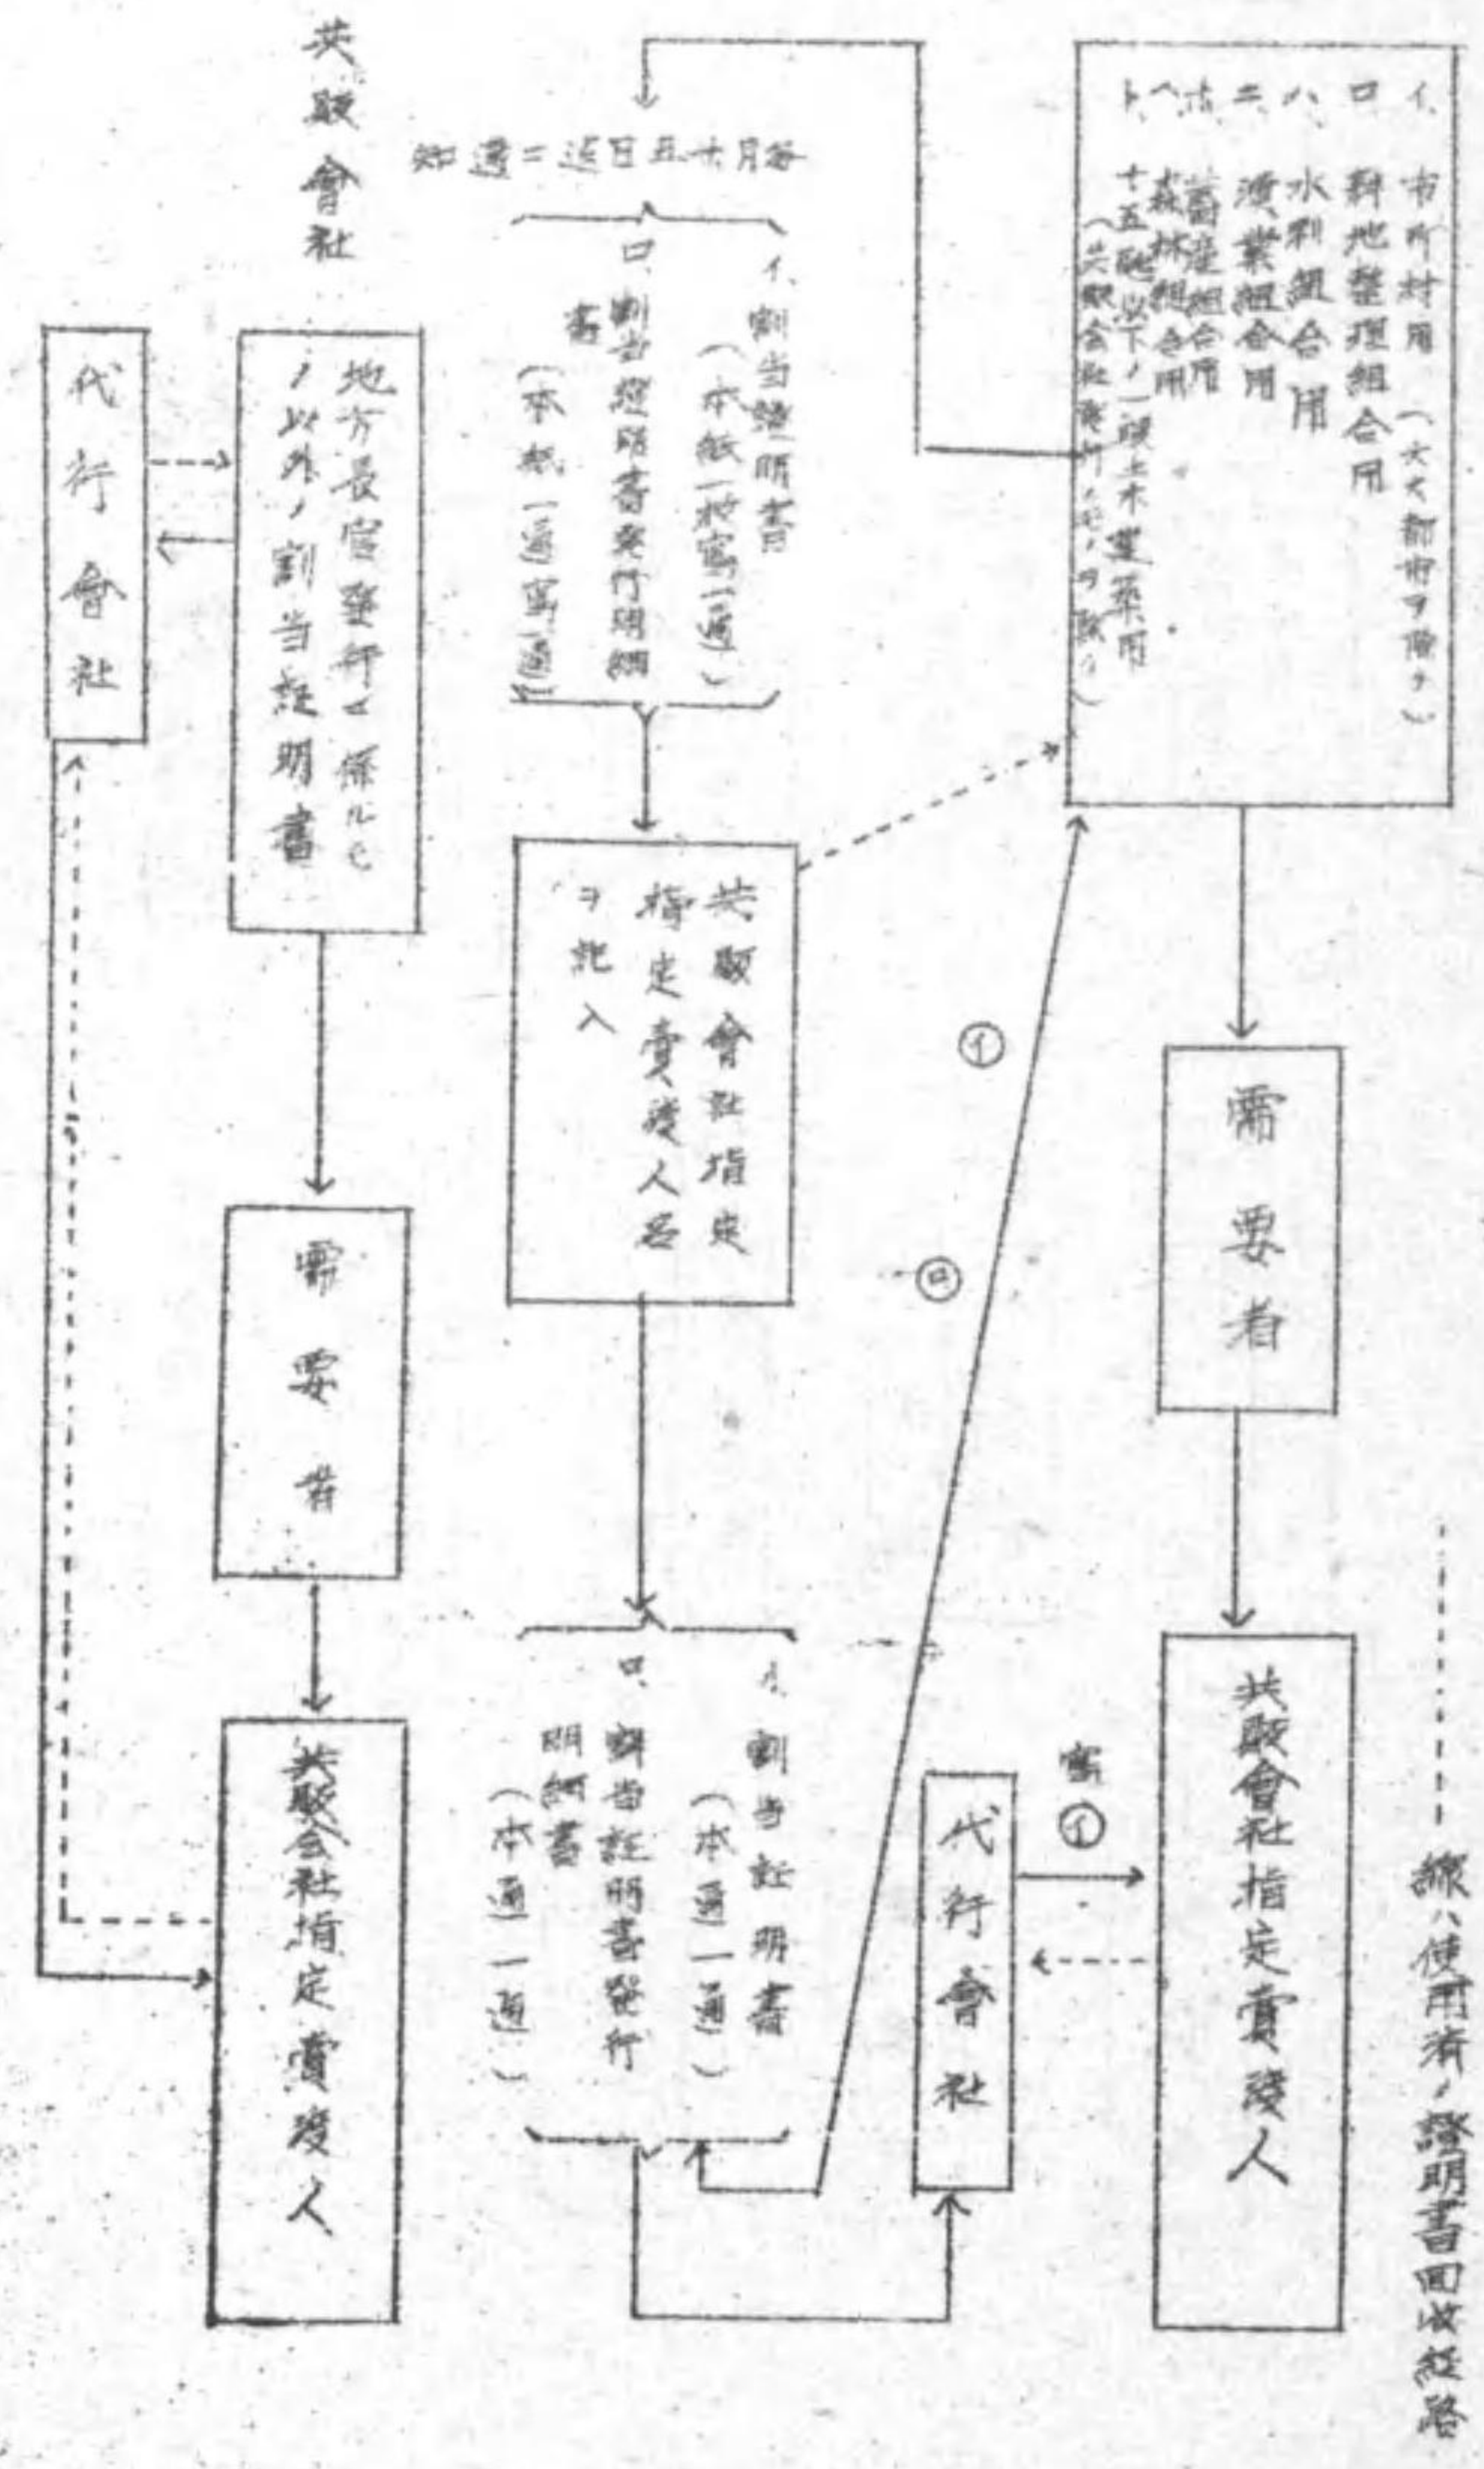 線ハ使用済ノ證明書回收経路
イ、市町村用(六大都市ヲ除ク)
ロ、耕地整理組合用
ハ、水利組合用
ニ、漁業組合用
ホ、畜産組合用
ヘ、森林組合用
ト、十五瓲以下ノ一般土木建築用
(共販会社発行ノモノヲ除ク)
需要者
共販會社指定賣渡人
寫イ
代行會社
イ
ロ
毎月十五日迄ニ通知
イ、割当證明書
(本紙一枚寫一通)
ロ、割当證明書発行明細
書
(本紙一通寫一通)
共販會社指定
指定賣渡人名
ヲ記入
イ、割当証明書
(本通一通)
ロ、割当証明書発行
明細書
(本通一通)
共販會社
地方長官発行ニ係ルモ
ノ以外ノ割当証明書
需要者
共販会社指定賣渡人
代行會社